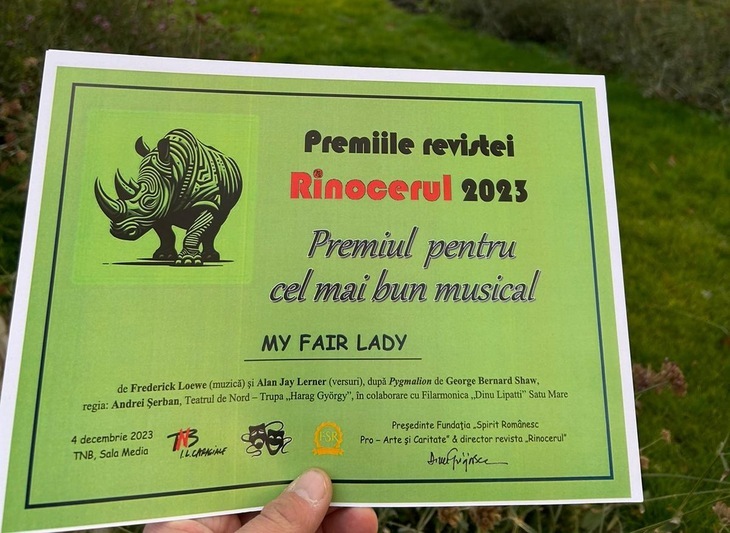 Premiile revistei
Rinocerul 2023
Premiul pentru
cel mai bun musical
MY FAIR LADY
de Frederick Loewe (muzică) și Alan Jay Lerner (versuri), după Pygmalion de George Bernard Shaw,
regia: Andrei Șerban, Teatrul de Nord – Trupa „Harag György”, în colaborare cu Filarmonica „Dinu Lipatti” Satu Mare
4 decembrie 2023
TNB, Sala Media
TNB
I.L. CARAGIALE
FSR
Președinte Fundația „Spirit Românesc
Pro – Arte și Caritate” & director revista „Rinocerul”